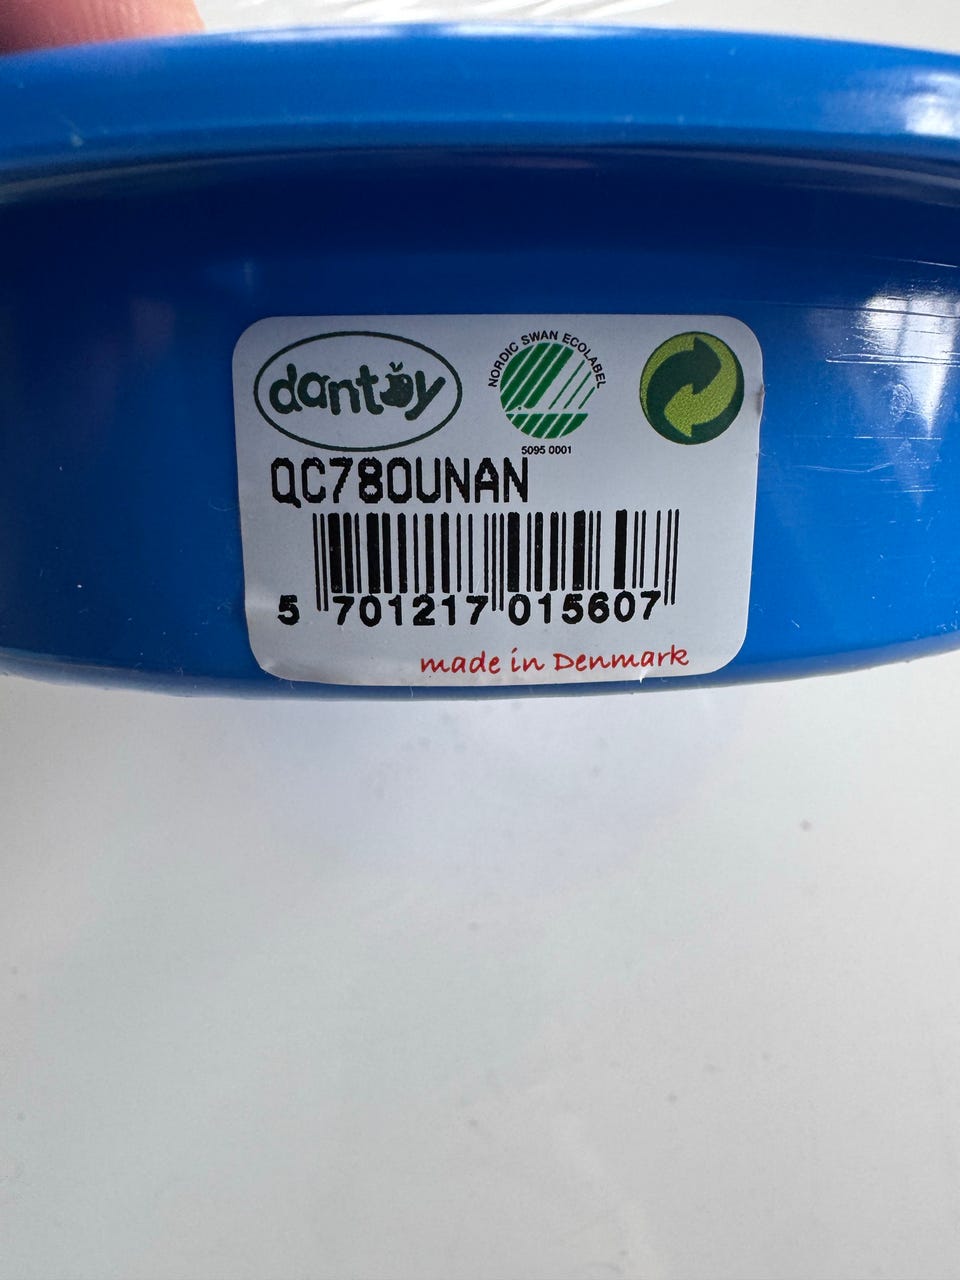 dantoy
NORDIC SWAN ECOLABEL
5095 0001
QC780UNAN
5 701217 015607
made in Denmark